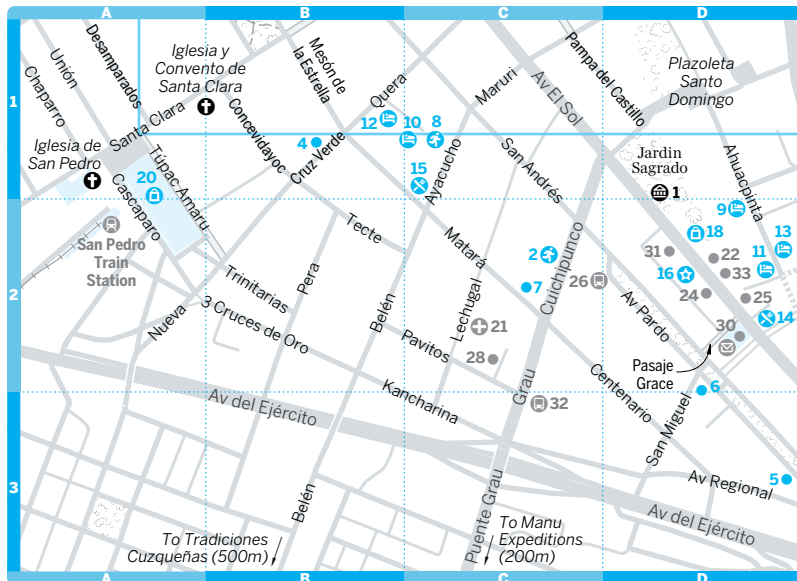 A
B
C
D
1
2
3
Chaparro
Unión
Desamparados
Iglesia y
Convento de
Santa Clara
Mesón de
la Estrella
Quera
Maruri
Av El Sol
Pampa del Castillo
Plazoleta
Santo
Domingo
Santa Clara
Concevidayoc
12
10
8
4
Cruz Verde
15
Ayacucho
San Andrés
Jardin
Sagrado
1
Ahuacpinta
Iglesia de
San Pedro
20
Túpac Amaru
Cascaparo
San Pedro
Train
Station
Tecte
Matará
9
18
13
11
31
22
33
16
24
25
14
30
2
7
26
Cuichipunco
Trinitarias
Pera
Belén
Lechugal
21
28
Pavitos
Av Pardo
Nueva
3 Cruces de Oro
Pasaje
Grace
6
Kancharina
Grau
32
Centenario
San Miguel
Av del Ejército
5
Av Regional
Av del Ejército
Belén
Puente Grau
To Tradiciones
Cuzqueñas (500m)
To Manu
Expeditions
(200m)
A
B
C
D